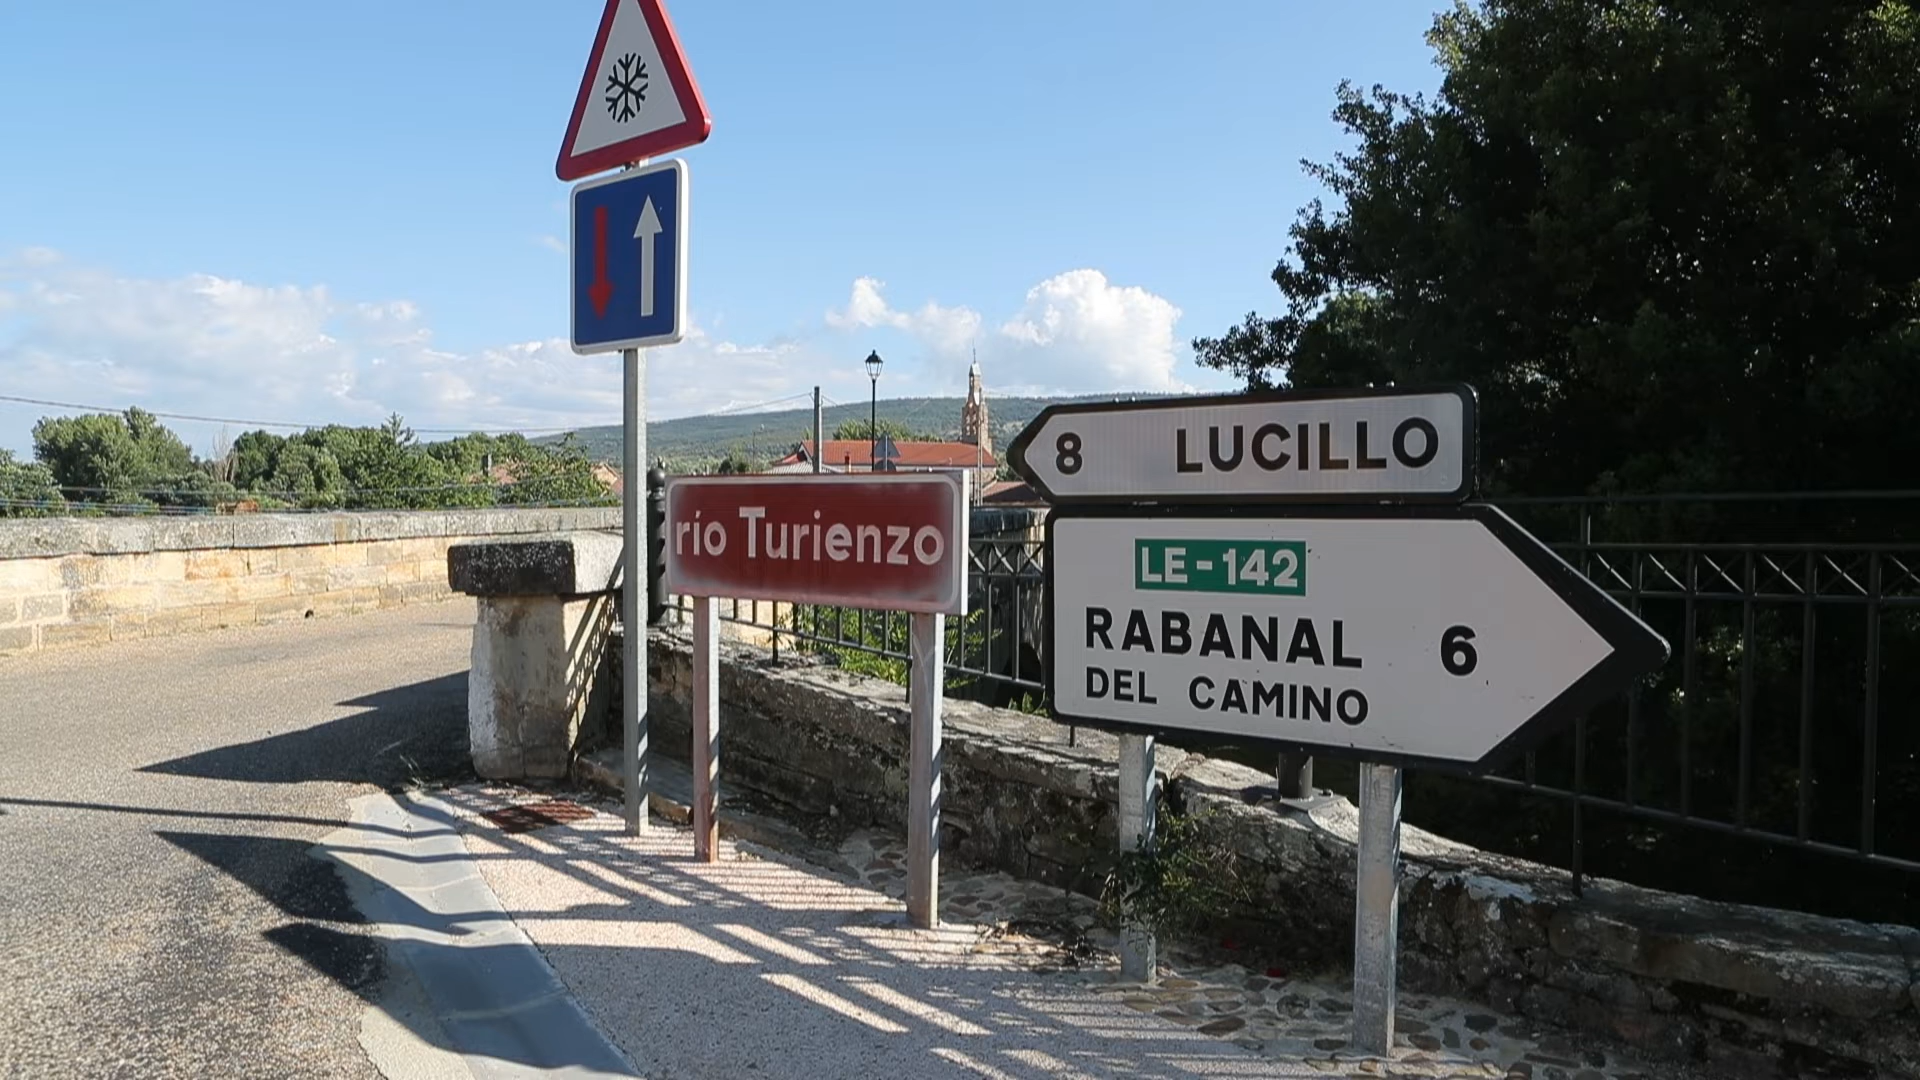 río Turienzo
8 LUCILLO
LE-142
RABANAL 6
DEL CAMINO